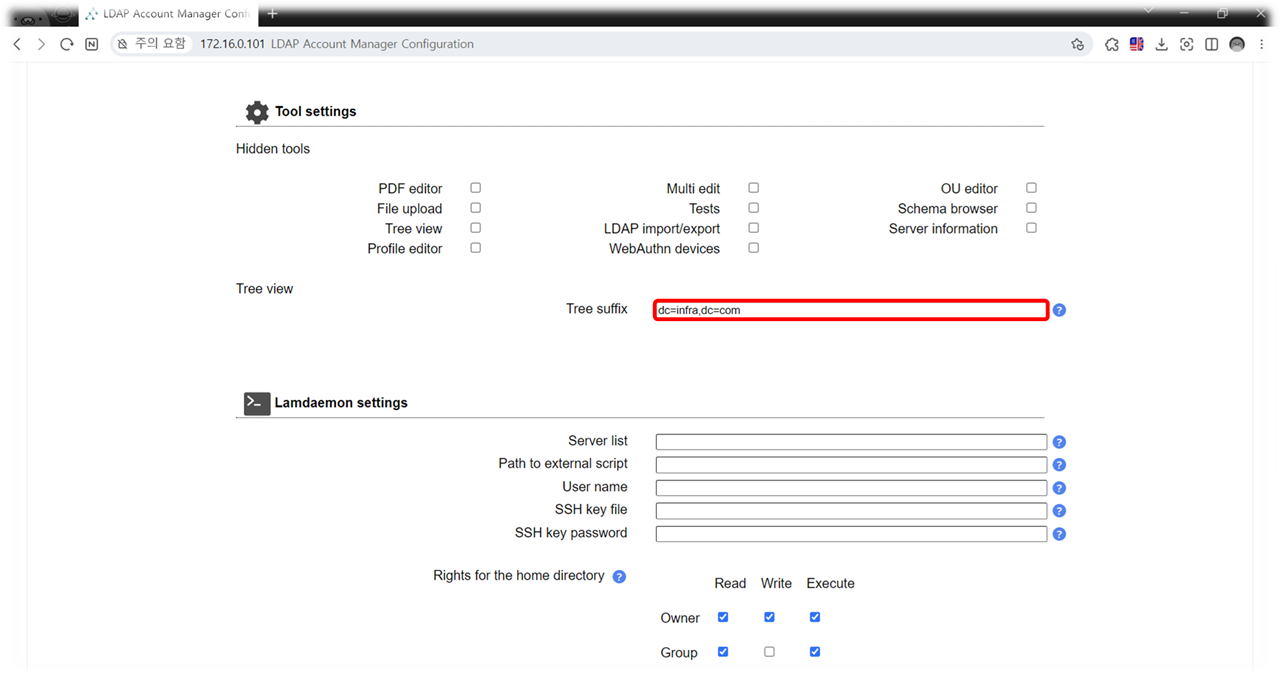 LDAP Account Manager Confi
주의 요함 172.16.0.101 LDAP Account Manager Configuration
Tool settings
Hidden tools
PDF editor Multi edit OU editor
File upload Tests Schema browser
Tree view LDAP import/export Server information
Profile editor WebAuthn devices
Tree view
Tree suffix dc=infra,dc=com ?
>_ Lamdaemon settings
Server list ?
Path to external script ?
User name ?
SSH key file ?
SSH key password ?
Rights for the home directory ?
Read Write Execute
Owner
Group